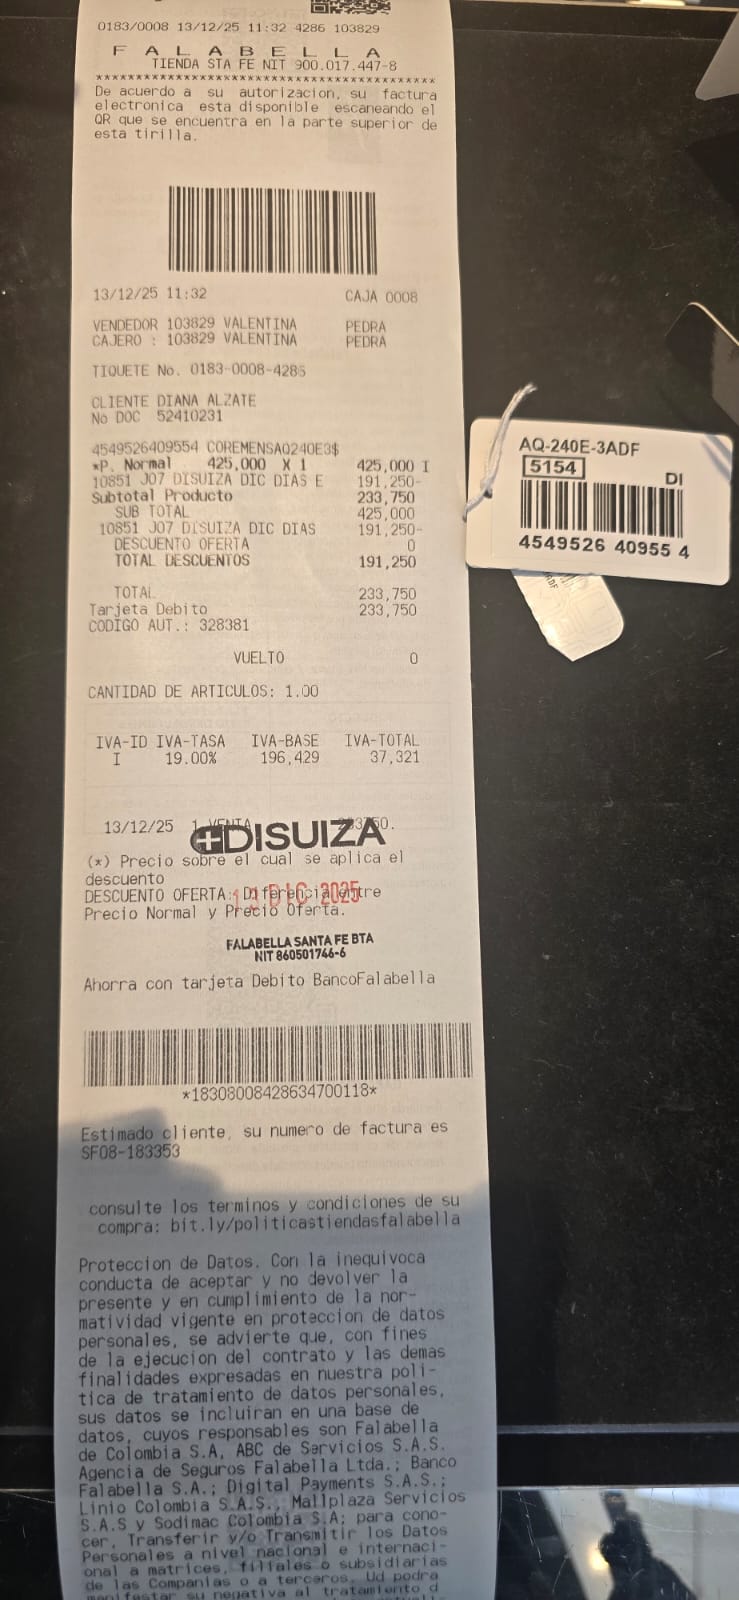 0183/0008 13/12/25 11:32 4286 103829
F A L A B E L L A
TIENDA STA FE NIT 900.017.447-8
******************************************
De acuerdo a su autorizacion, su factura
electronica esta disponible escaneando el
QR que se encuentra en la parte superior de
esta tirilla.
13/12/25 11:32 CAJA 0008
VENDEDOR 103829 VALENTINA PEDRA
CAJERO : 103829 VALENTINA PEDRA
TIQUETE No. 0183-0008-4286
CLIENTE DIANA ALZATE
No DOC 52410231
4549526409554 COREMENSAQ240E3$
*P. Normal 425,000 X 1 425,000 I
10851 J07 DISUIZA DIC DIAS E 191,250-
Subtotal Producto 233,750
SUB TOTAL 425,000
10851 J07 DISUIZA DIC DIAS 191,250-
DESCUENTO OFERTA 0
TOTAL DESCUENTOS 191,250
TOTAL 233,750
Tarjeta Debito 233,750
CODIGO AUT.: 328381
VUELTO 0
CANTIDAD DE ARTICULOS: 1.00
IVA-ID IVA-TASA IVA-BASE IVA-TOTAL
I 19.00% 196,429 37,321
13/12/25 1 VENTA 233750.
DISUIZA
(*) Precio sobre el cual se aplica el
descuento
DESCUENTO OFERTA: Diferencia entre
13 DIC 2025
Precio Normal y Precio Oferta.
FALABELLA SANTA FE BTA
NIT 860501746-6
Ahorra con tarjeta Debito BancoFalabella
*18308008428634700118*
Estimado cliente, su numero de factura es
SF08-183353
consulte los terminos y condiciones de su
compra: bit.ly/politicastiendasfalabella
Proteccion de Datos. Con la inequivoca
conducta de aceptar y no devolver la
presente y en cumplimiento de la nor-
matividad vigente en proteccion de datos
personales, se advierte que, con fines
de la ejecucion del contrato y las demas
finalidades expresadas en nuestra poli-
tica de tratamiento de datos personales,
sus datos se incluiran en una base de
datos, cuyos responsables son Falabella
de Colombia S.A, ABC de Servicios S.A.S.
Agencia de Seguros Falabella Ltda.; Banco
Falabella S.A.; Digital Payments S.A.S.;
Linio Colombia S.A.S., Mallplaza Servicios
S.A.S y Sodimac Colombia S.A; para cono-
cer, Transferir y/o Transmitir los Datos
Personales a nivel nacional e internaci-
onal a matrices, filiales o subsidiarias
de las Companias o a terceros. Ud podra
manifestar su negativa al tratamiento d
AQ-240E-3ADF
5154
DI
4549526 40955 4